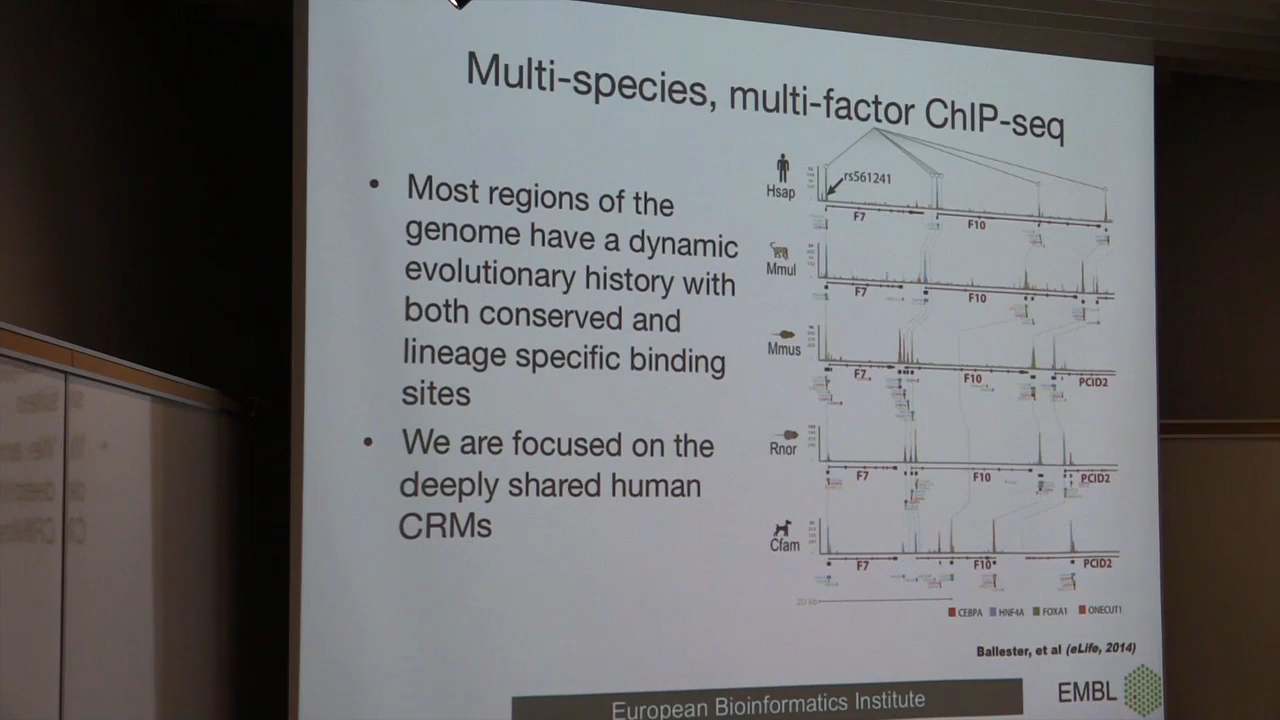 Multi-species, multi-factor ChIP-seq
• Most regions of the
genome have a dynamic
evolutionary history with
both conserved and
lineage specific binding
sites
• We are focused on the
deeply shared human
CRMs
Hsap
rs561241
F7
F10
Mmul
F7
F10
Mmus
F7
F10
PCID2
Rnor
F7
F10
PCID2
Cfam
F7
F10
PCID2
20 kb
CEBPA HNF4A FOXA1 ONECUT1
Ballester, et al (eLife, 2014)
European Bioinformatics Institute
EMBL